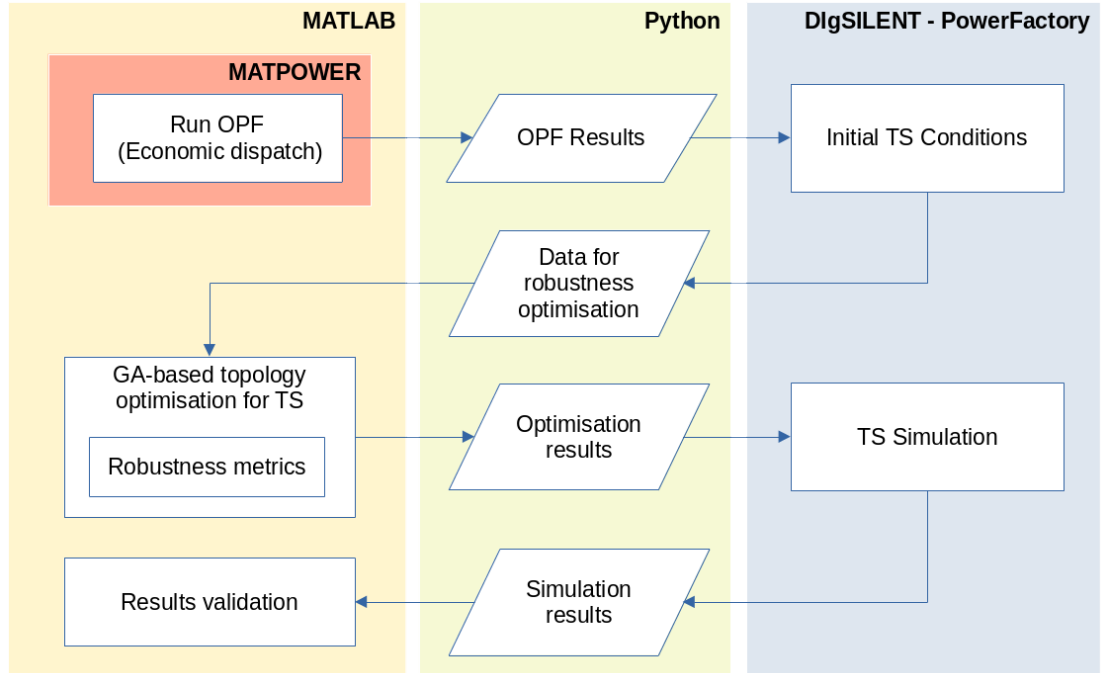 MATLAB
Python
DIgSILENT - PowerFactory
MATPOWER
Run OPF
(Economic dispatch)
OPF Results
Initial TS Conditions
Data for
robustness
optimisation
GA-based topology
optimisation for TS
Robustness metrics
Optimisation
results
TS Simulation
Results validation
Simulation
results